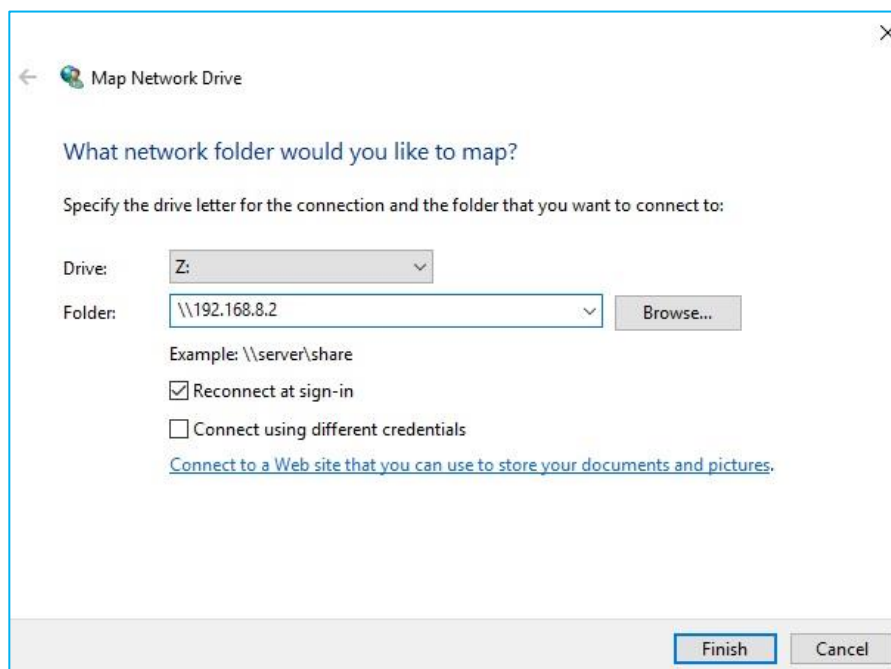 Map Network Drive
What network folder would you like to map?
Specify the drive letter for the connection and the folder that you want to connect to:
Drive: Z:
Folder: \\192.168.8.2 Browse...
Example: \\server\share
Reconnect at sign-in
Connect using different credentials
Connect to a Web site that you can use to store your documents and pictures.
Finish Cancel